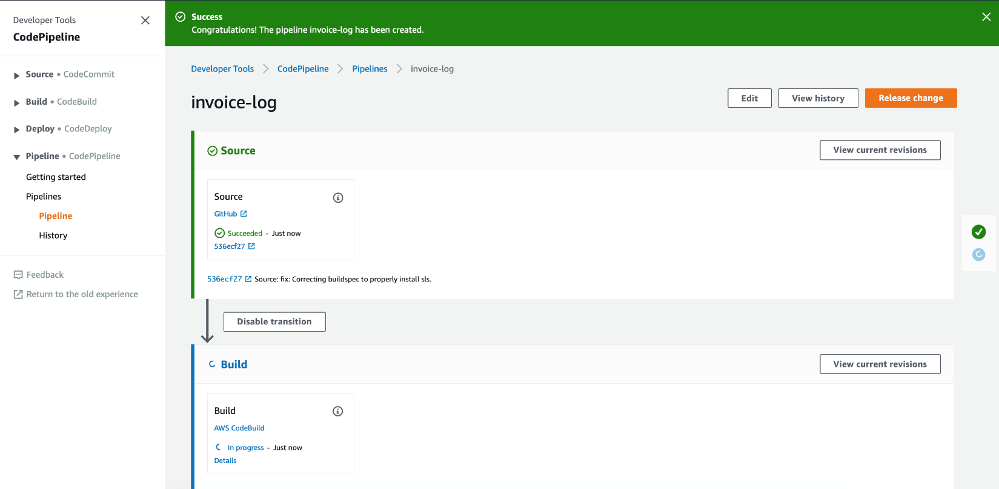 Developer Tools
CodePipeline
Source • CodeCommit
Build • CodeBuild
Deploy • CodeDeploy
Pipeline • CodePipeline
Getting started
Pipelines
Pipeline
History
Feedback
Return to the old experience
Success
Congratulations! The pipeline invoice-log has been created.
Developer Tools
CodePipeline
Pipelines
invoice-log
invoice-log
Edit
View history
Release change
Source
View current revisions
Source
GitHub
Succeeded - Just now
536ecf27
536ecf27 Source: fix: Correcting buildspec to properly install sls.
Disable transition
Build
View current revisions
Build
AWS CodeBuild
In progress - Just now
Details